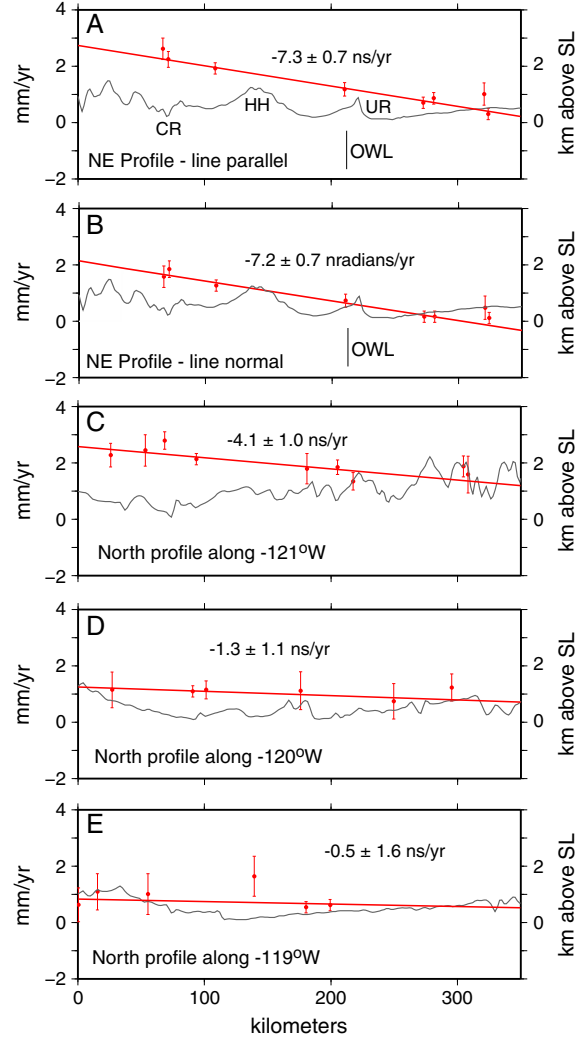 A
4
2
0
−2
mm/yr
-7.3 ± 0.7 ns/yr
CR
HH
UR
OWL
NE Profile - line parallel
2
1
0
km above SL
B
4
2
0
−2
mm/yr
-7.2 ± 0.7 nradians/yr
OWL
NE Profile - line normal
2
1
0
km above SL
C
4
2
0
−2
mm/yr
-4.1 ± 1.0 ns/yr
North profile along -121°W
2
1
0
km above SL
D
4
2
0
−2
mm/yr
-1.3 ± 1.1 ns/yr
North profile along -120°W
2
1
0
km above SL
E
4
2
0
−2
mm/yr
-0.5 ± 1.6 ns/yr
North profile along -119°W
2
1
0
km above SL
0 100 200 300
kilometers